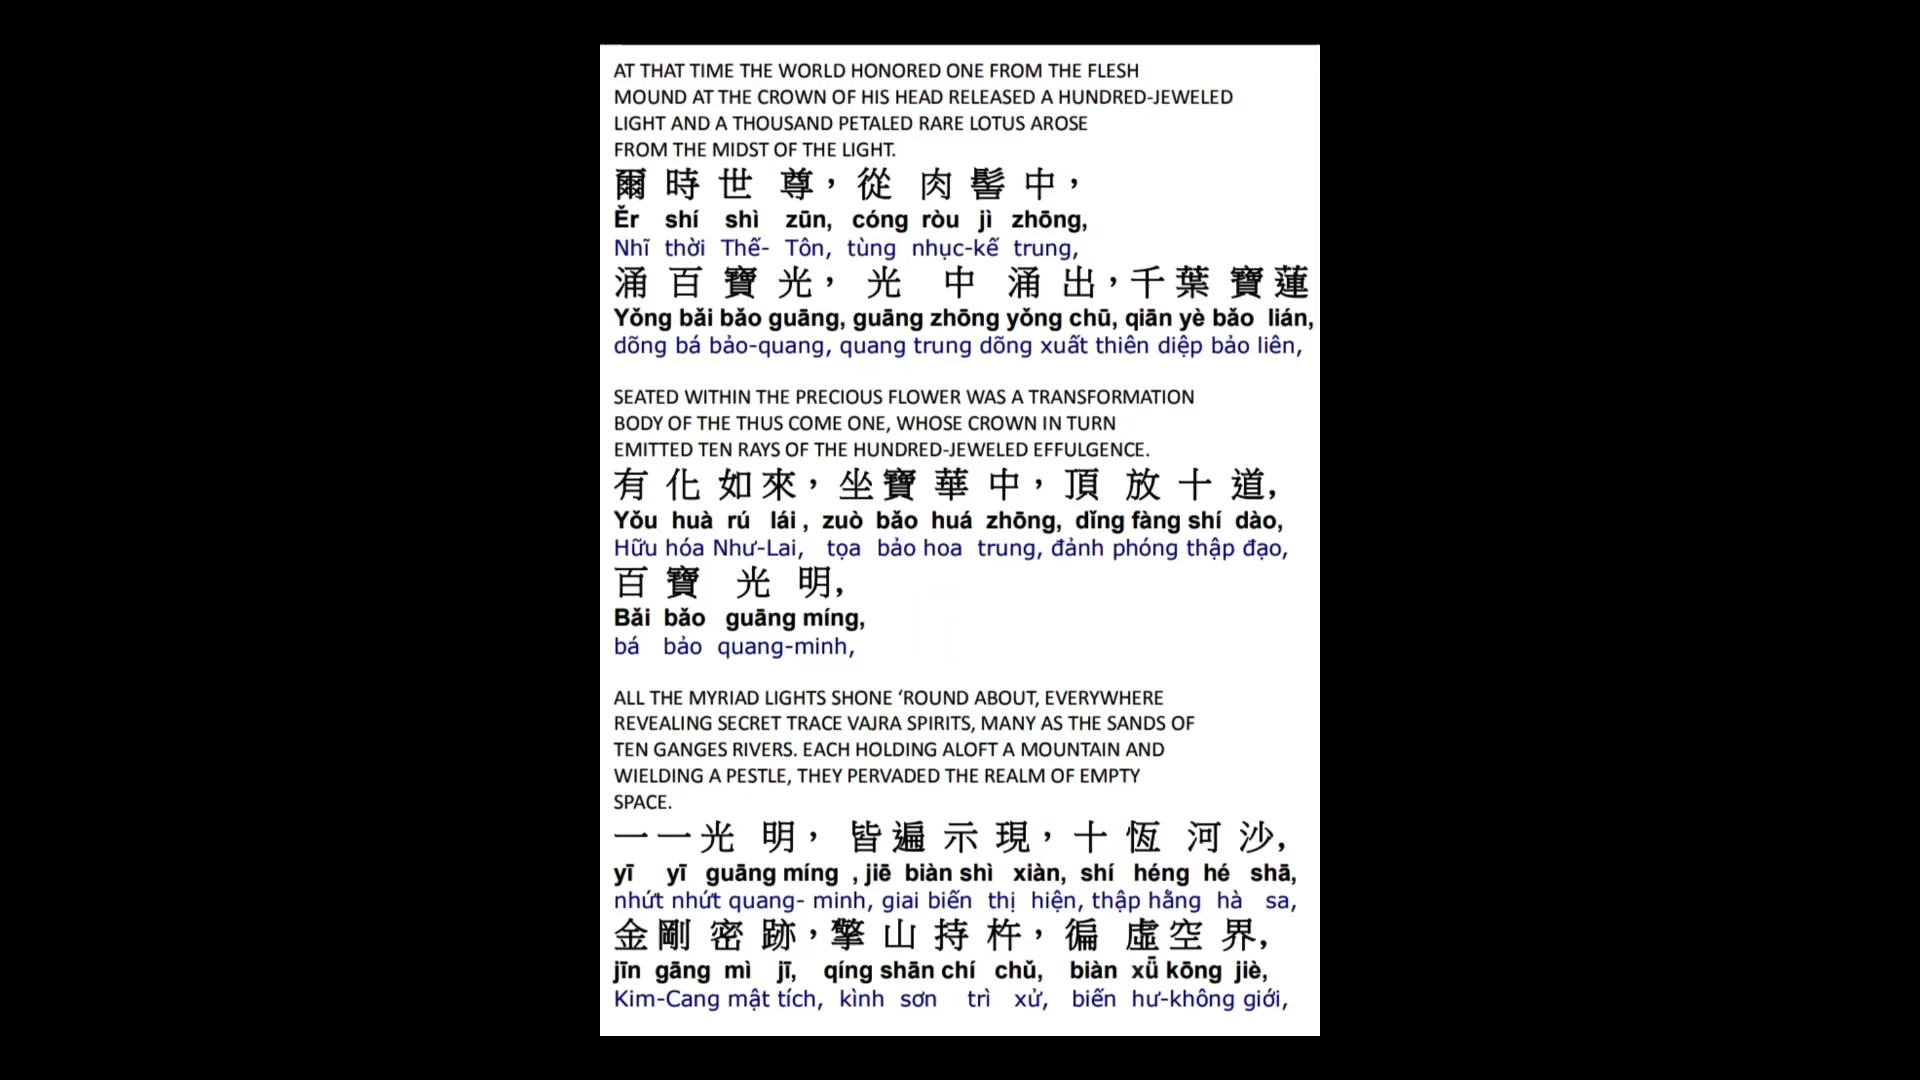 AT THAT TIME THE WORLD HONORED ONE FROM THE FLESH
MOUND AT THE CROWN OF HIS HEAD RELEASED A HUNDRED-JEWELED
LIGHT AND A THOUSAND PETALED RARE LOTUS AROSE
FROM THE MIDST OF THE LIGHT.
爾時世尊，從肉髻中，
Ěr shí shì zūn, cóng ròu jì zhōng,
Nhĩ thời Thế- Tôn, tùng nhục-kế trung,
涌百寶光，光中涌出，千葉寶蓮
Yǒng bǎi bǎo guāng, guāng zhōng yǒng chū, qiān yè bǎo lián,
dõng bá bảo-quang, quang trung dõng xuất thiên diệp bảo liên,
SEATED WITHIN THE PRECIOUS FLOWER WAS A TRANSFORMATION
BODY OF THE THUS COME ONE, WHOSE CROWN IN TURN
EMITTED TEN RAYS OF THE HUNDRED-JEWELED EFFULGENCE.
有化如來，坐寶華中，頂放十道,
Yǒu huà rú lái , zuò bǎo huá zhōng, dǐng fàng shí dào,
Hữu hóa Như-Lai, tọa bảo hoa trung, đảnh phóng thập đạo,
百寶光明,
Bǎi bǎo guāng míng,
bá bảo quang-minh,
ALL THE MYRIAD LIGHTS SHONE ‘ROUND ABOUT, EVERYWHERE
REVEALING SECRET TRACE VAJRA SPIRITS, MANY AS THE SANDS OF
TEN GANGES RIVERS. EACH HOLDING ALOFT A MOUNTAIN AND
WIELDING A PESTLE, THEY PERVADED THE REALM OF EMPTY
SPACE.
一一光明，皆遍示現，十恆河沙,
yī yī guāng míng , jiē biàn shì xiàn, shí héng hé shā,
nhứt nhứt quang- minh, giai biến thị hiện, thập hằng hà sa,
金剛密跡，擎山持杵，徧虛空界,
jīn gāng mì jī, qíng shān chí chǔ, biàn xǖ kōng jiè,
Kim-Cang mật tích, kình sơn trì xử, biến hư-không giới,